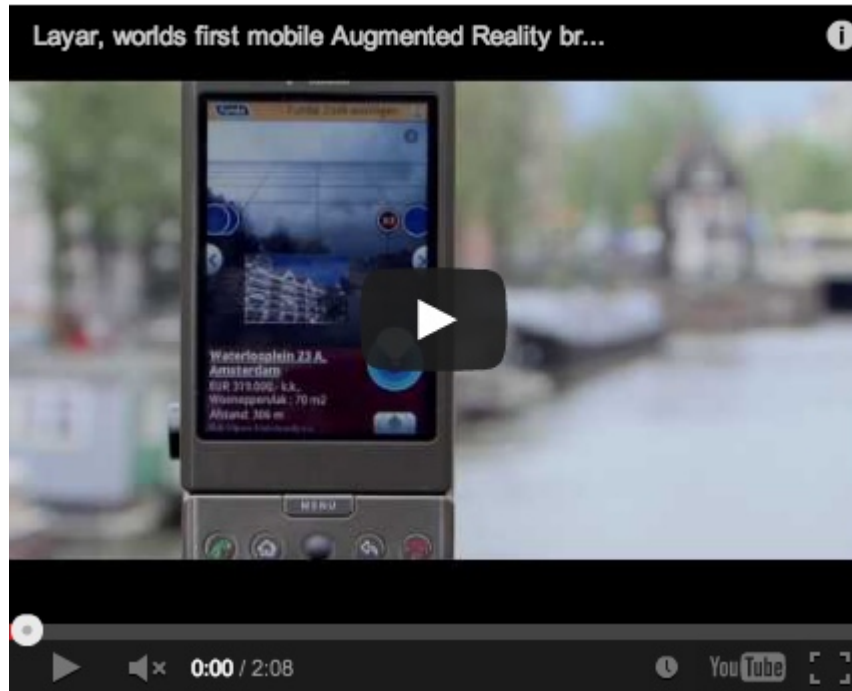 Layar, worlds first mobile Augmented Reality br...
funda
Waterlooplein 23 A,
Amsterdam
EUR 319.000,- k.k.,
Woonoppervlak : 70 m2
Afstand: 306 m
MENU
0:00 / 2:08
YouTube